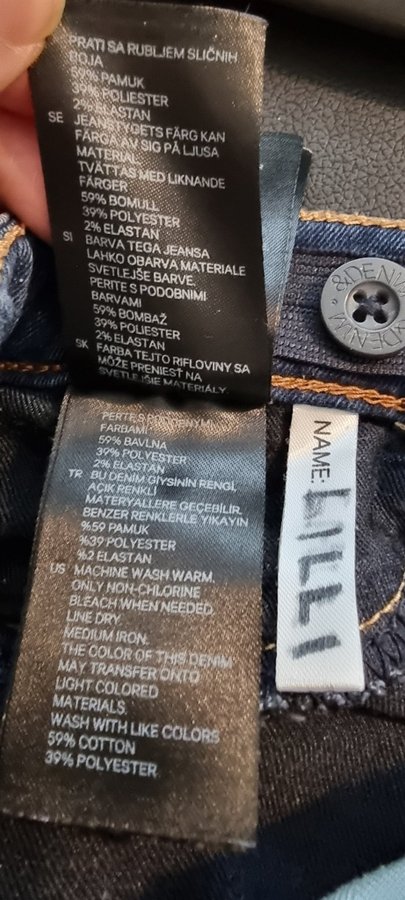 PRATI SA RUBLJEM SLIČNIH
BOJA
59% PAMUK
39% POLIESTER
2% ELASTAN
SE JEANSTYGETS FÄRG KAN
FÄRGA AV SIG PÅ LJUSA
MATERIAL.
TVÄTTAS MED LIKNANDE
FÄRGER
59% BOMULL
39% POLYESTER
2% ELASTAN
SI BARVA TEGA JEANSA
LAHKO OBARVA MATERIALE
SVETLEJŠE BARVE.
PERITE S PODOBNIMI
BARVAMI
59% BOMBAŽ
39% POLIESTER
2% ELASTAN
SK FARBA TEJTO RIFLOVINY SA
MÔŽE PRENIESŤ NA
SVETLEJŠIE MATERIÁLY.
PERTE S PODOBNÝMI
FARBAMI
59% BAVLNA
39% POLYESTER
2% ELASTAN
TR BU DENIM GİYSİNİN RENGİ,
AÇIK RENKLİ
MATERYALLERE GEÇEBİLİR.
BENZER RENKLERLE YIKAYIN
%59 PAMUK
%39 POLYESTER
%2 ELASTAN
US MACHINE WASH WARM.
ONLY NON-CHLORINE
BLEACH WHEN NEEDED.
LINE DRY.
MEDIUM IRON.
THE COLOR OF THIS DENIM
MAY TRANSFER ONTO
LIGHT COLORED
MATERIALS.
WASH WITH LIKE COLORS
59% COTTON
39% POLYESTER
&DENIM
&DENIM
NAME: LILLI